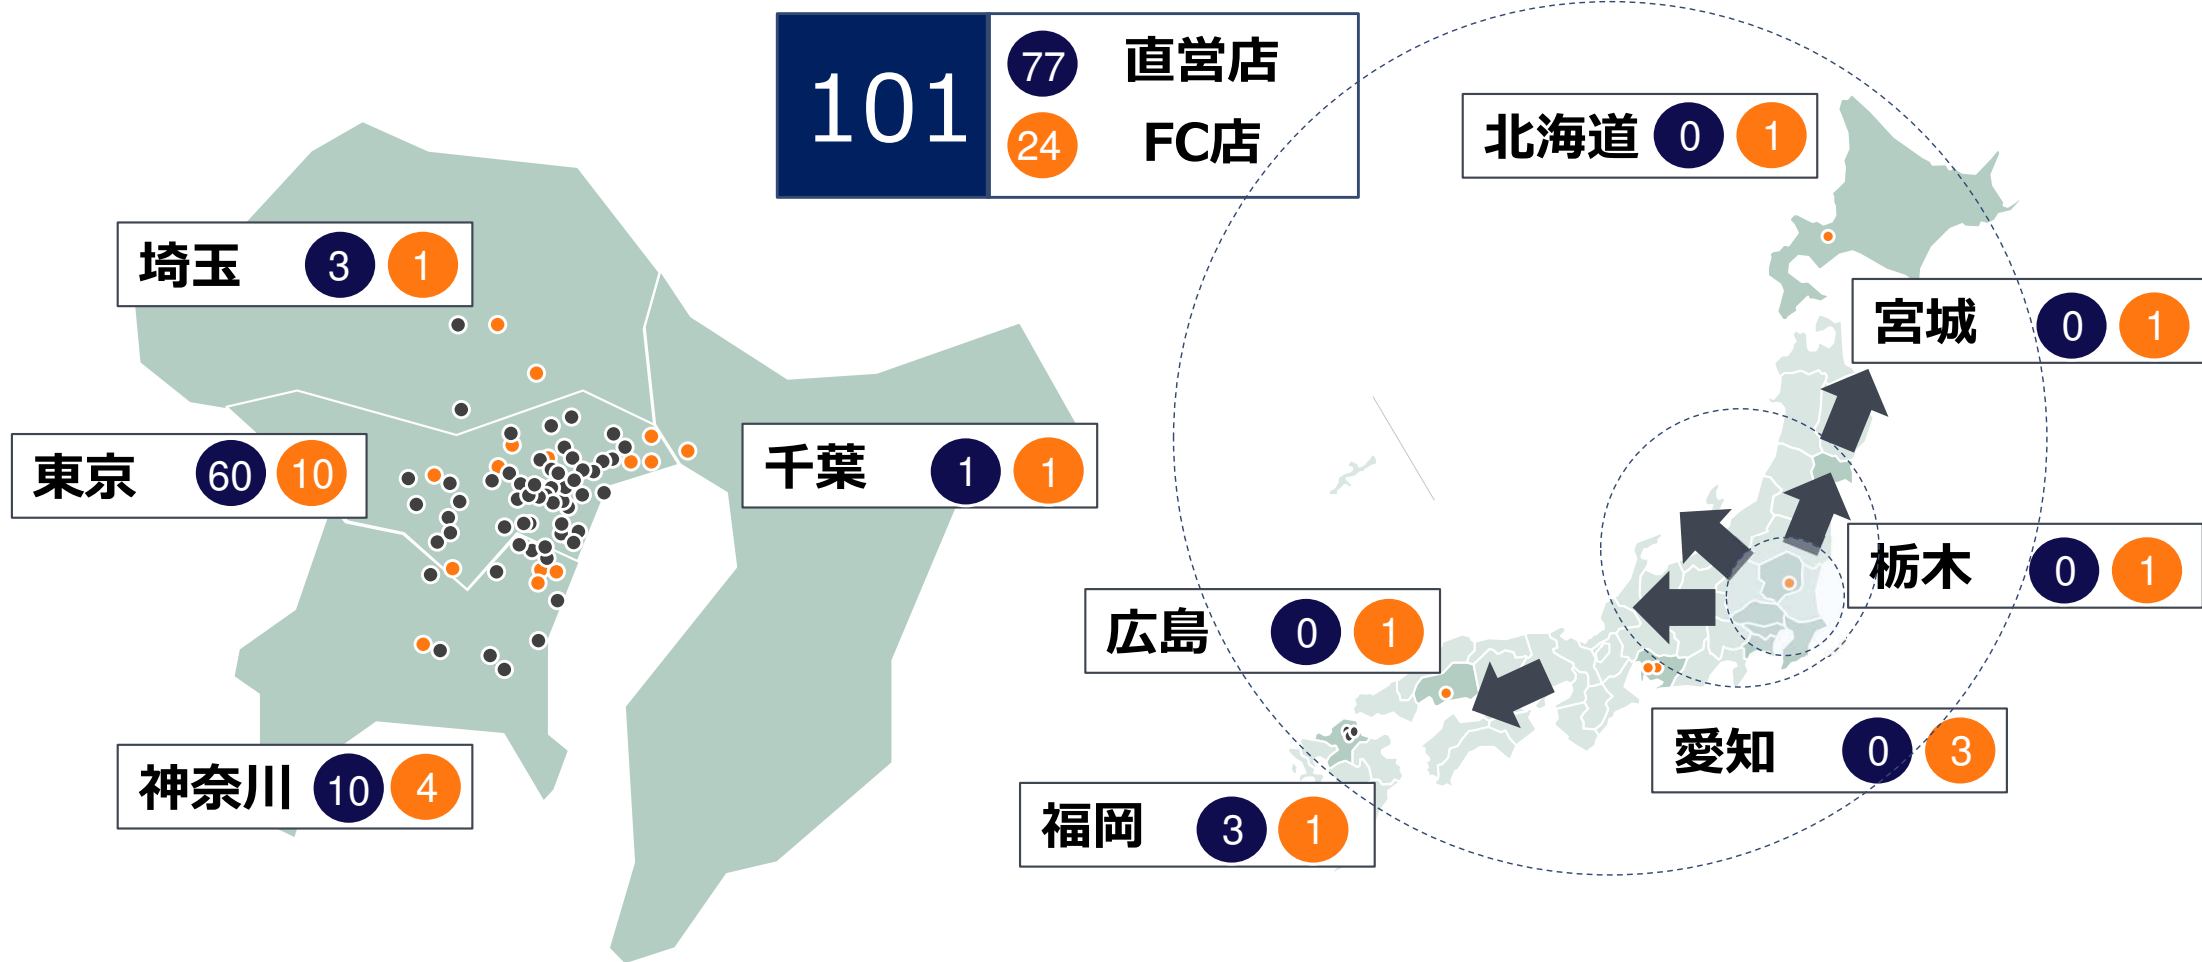 101
77 直営店
24 FC店
埼玉 3 1
東京 60 10
千葉 1 1
神奈川 10 4
北海道 0 1
宮城 0 1
栃木 0 1
広島 0 1
愛知 0 3
福岡 3 1